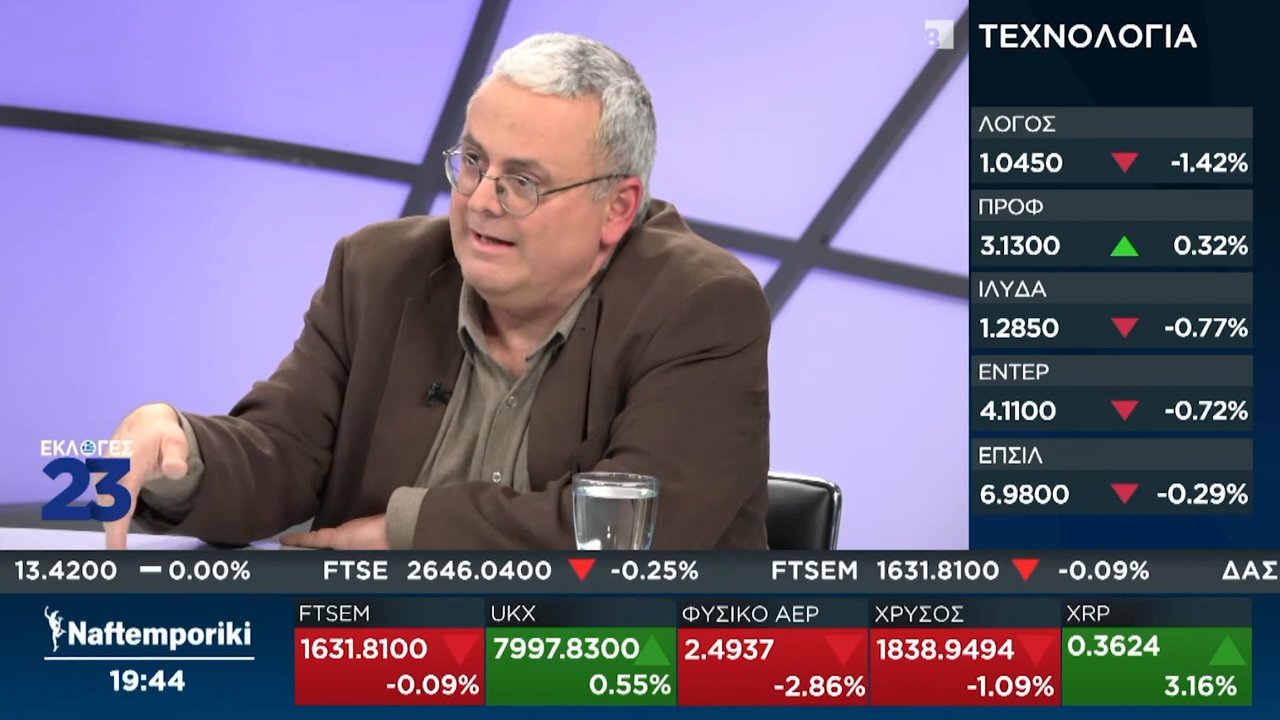 8
ΤΕΧΝΟΛΟΓΙΑ
ΛΟΓΟΣ
1.0450 -1.42%
ΠΡΟΦ
3.1300 0.32%
ΙΛΥΔΑ
1.2850 -0.77%
ΕΝΤΕΡ
4.1100 -0.72%
ΕΠΣΙΛ
6.9800 -0.29%
ΕΚΛΟΓΕΣ
23
13.4200 0.00% FTSE 2646.0400 -0.25% FTSEM 1631.8100 -0.09% ΔΑΣ
Naftemporiki
19:44
FTSEM UKX ΦΥΣΙΚΟ ΑΕΡ ΧΡΥΣΟΣ XRP
1631.8100 7997.8300 2.4937 1838.9494 0.3624
-0.09% 0.55% -2.86% -1.09% 3.16%